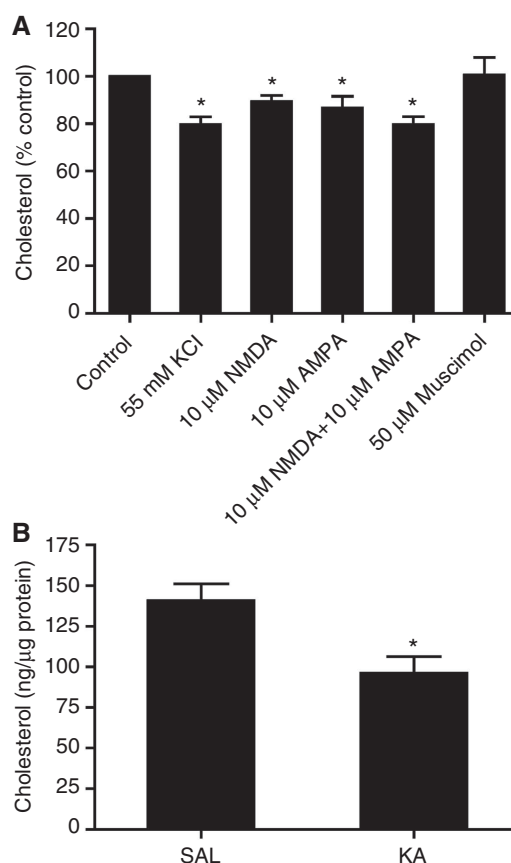 A
Cholesterol (% control)
120
100
80
60
40
20
0
*
*
*
*
Control
55 mM KCl
10 µM NMDA
10 µM AMPA
10 µM NMDA+10 µM AMPA
50 µM Muscimol
B
Cholesterol (ng/µg protein)
175
150
125
100
75
50
25
0
*
SAL
KA